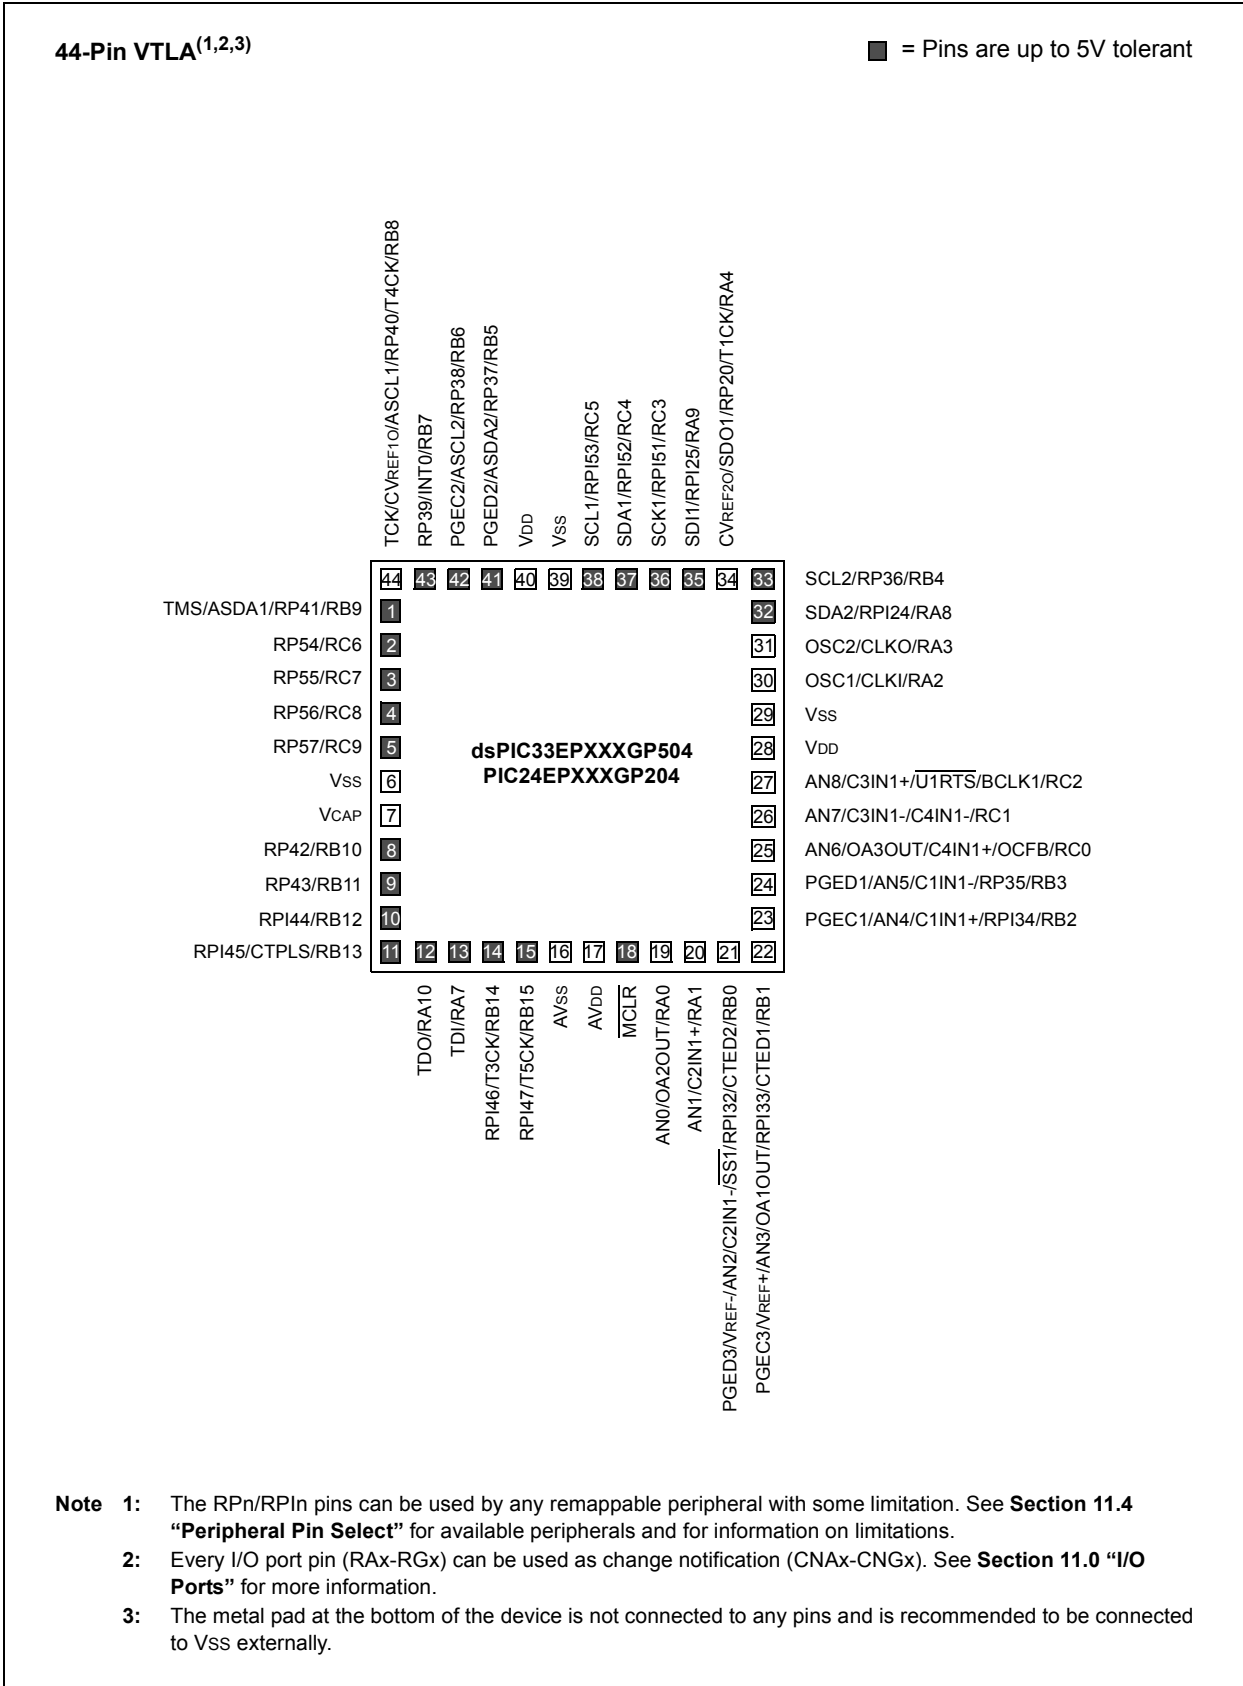 44-Pin VTLA(1,2,3)
= Pins are up to 5V tolerant
TCK/CVREF1O/ASCL1/RP40/T4CK/RB8
RP39/INT0/RB7
PGEC2/ASCL2/RP38/RB6
PGED2/ASDA2/RP37/RB5
VDD
VSS
SCL1/RPI53/RC5
SDA1/RPI52/RC4
SCK1/RPI51/RC3
SDI1/RPI25/RA9
CVREF2O/SDO1/RP20/T1CK/RA4
44 43 42 41 40 39 38 37 36 35 34 33 SCL2/RP36/RB4
TMS/ASDA1/RP41/RB9 1 32 SDA2/RPI24/RA8
RP54/RC6 2 31 OSC2/CLKO/RA3
RP55/RC7 3 30 OSC1/CLKI/RA2
RP56/RC8 4 29 VSS
RP57/RC9 5 28 VDD
dsPIC33EPXXXGP504
PIC24EPXXXGP204
VSS 6 27 AN8/C3IN1+/U1RTS/BCLK1/RC2
VCAP 7 26 AN7/C3IN1-/C4IN1-/RC1
RP42/RB10 8 25 AN6/OA3OUT/C4IN1+/OCFB/RC0
RP43/RB11 9 24 PGED1/AN5/C1IN1-/RP35/RB3
RPI44/RB12 10 23 PGEC1/AN4/C1IN1+/RPI34/RB2
RPI45/CTPLS/RB13 11 12 13 14 15 16 17 18 19 20 21 22
TDO/RA10
TDI/RA7
RPI46/T3CK/RB14
RPI47/T5CK/RB15
AVSS
AVDD
MCLR
AN0/OA2OUT/RA0
AN1/C2IN1+/RA1
PGED3/VREF-/AN2/C2IN1-/SS1/RPI32/CTED2/RB0
PGEC3/VREF+/AN3/OA1OUT/RPI33/CTED1/RB1
Note 1: The RPn/RPIn pins can be used by any remappable peripheral with some limitation. See Section 11.4
“Peripheral Pin Select” for available peripherals and for information on limitations.
2: Every I/O port pin (RAx-RGx) can be used as change notification (CNAx-CNGx). See Section 11.0 “I/O
Ports” for more information.
3: The metal pad at the bottom of the device is not connected to any pins and is recommended to be connected
to VSS externally.